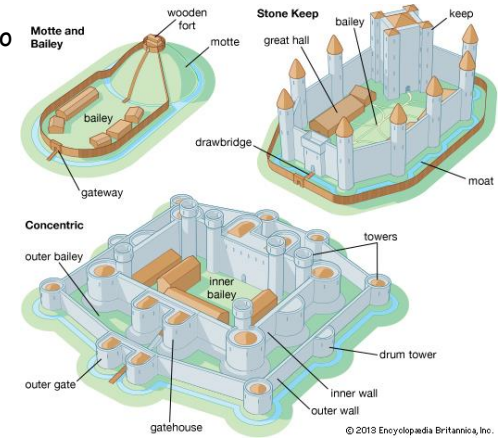 o
Motte and
Bailey
wooden
fort
motte
bailey
gateway
Stone Keep
bailey
keep
great hall
drawbridge
moat
Concentric
outer bailey
towers
inner
bailey
drum tower
outer gate
inner wall
outer wall
gatehouse
© 2013 Encyclopædia Britannica, Inc.